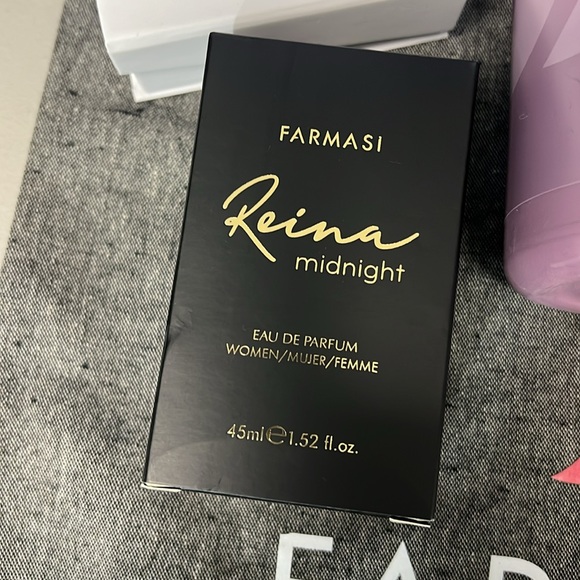 FARMASI
Reina
midnight
EAU DE PARFUM
WOMEN/MUJER/FEMME
45ml ℮ 1.52 fl.oz.